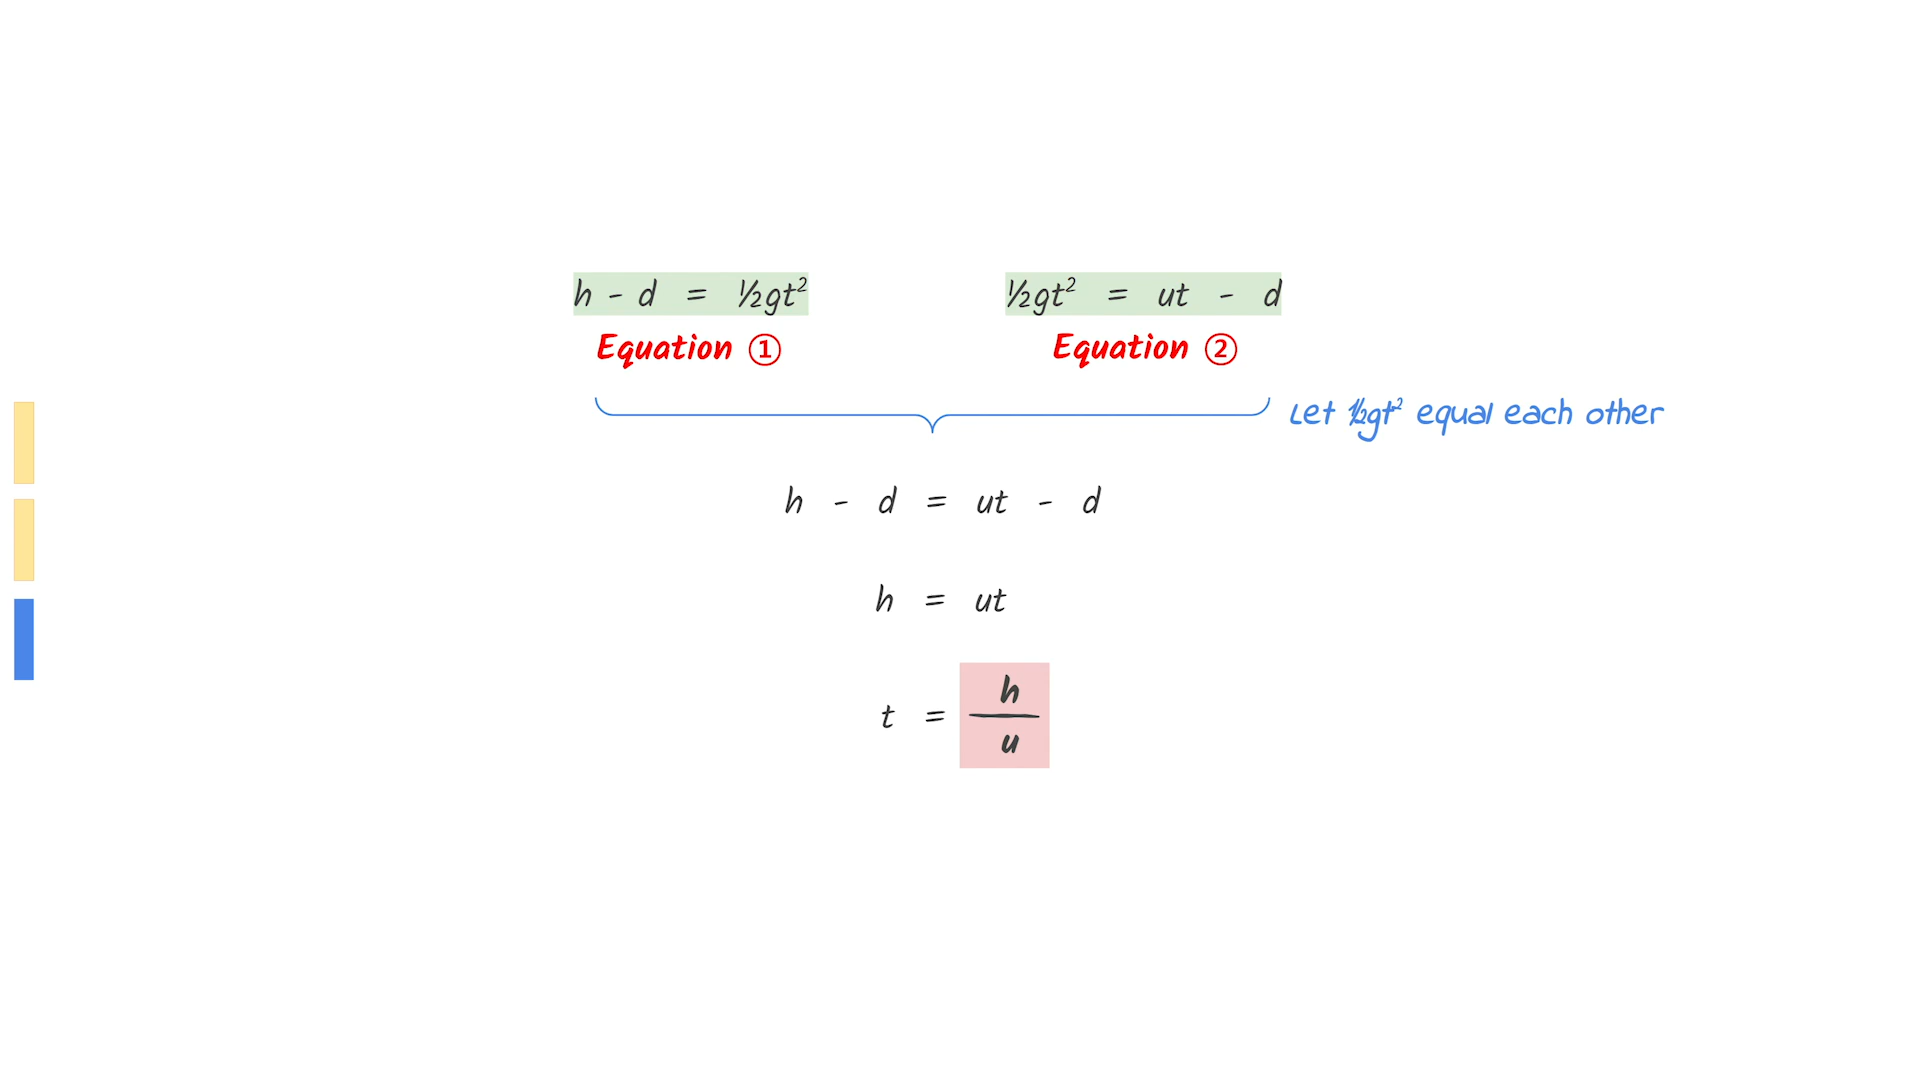 h - d = ½gt² ½gt² = ut - d
Equation ① Equation ②
Let ½gt² equal each other
h - d = ut - d
h = ut
t = h
u